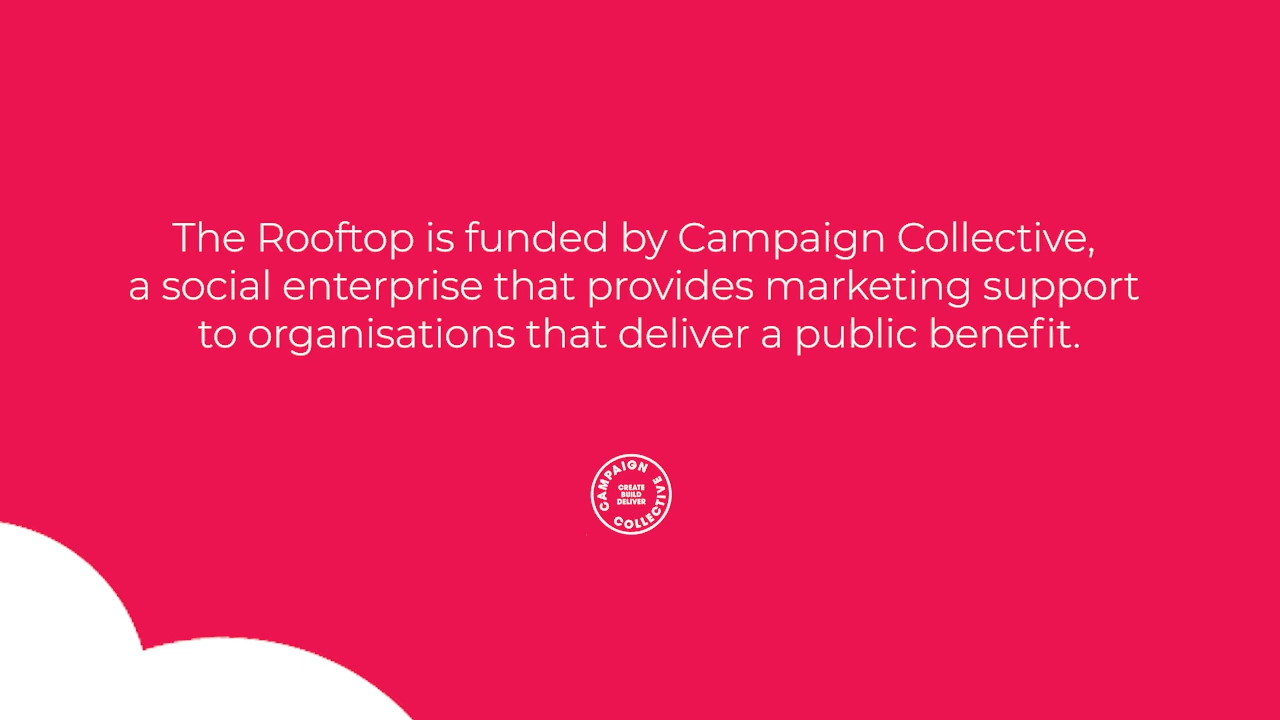 The Rooftop is funded by Campaign Collective,
a social enterprise that provides marketing support
to organisations that deliver a public benefit.
CAMPAIGN COLLECTIVE
CREATE
BUILD
DELIVER